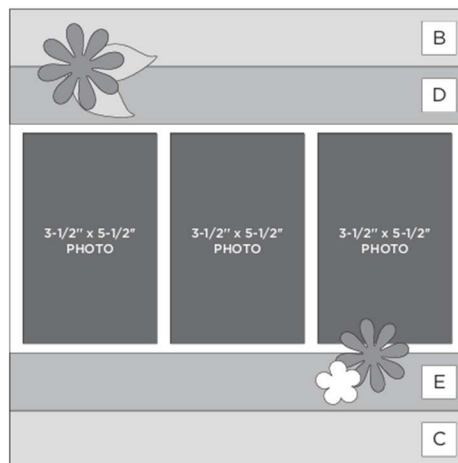 B
D
3-1/2" x 5-1/2"
PHOTO
3-1/2" x 5-1/2"
PHOTO
3-1/2" x 5-1/2"
PHOTO
E
C